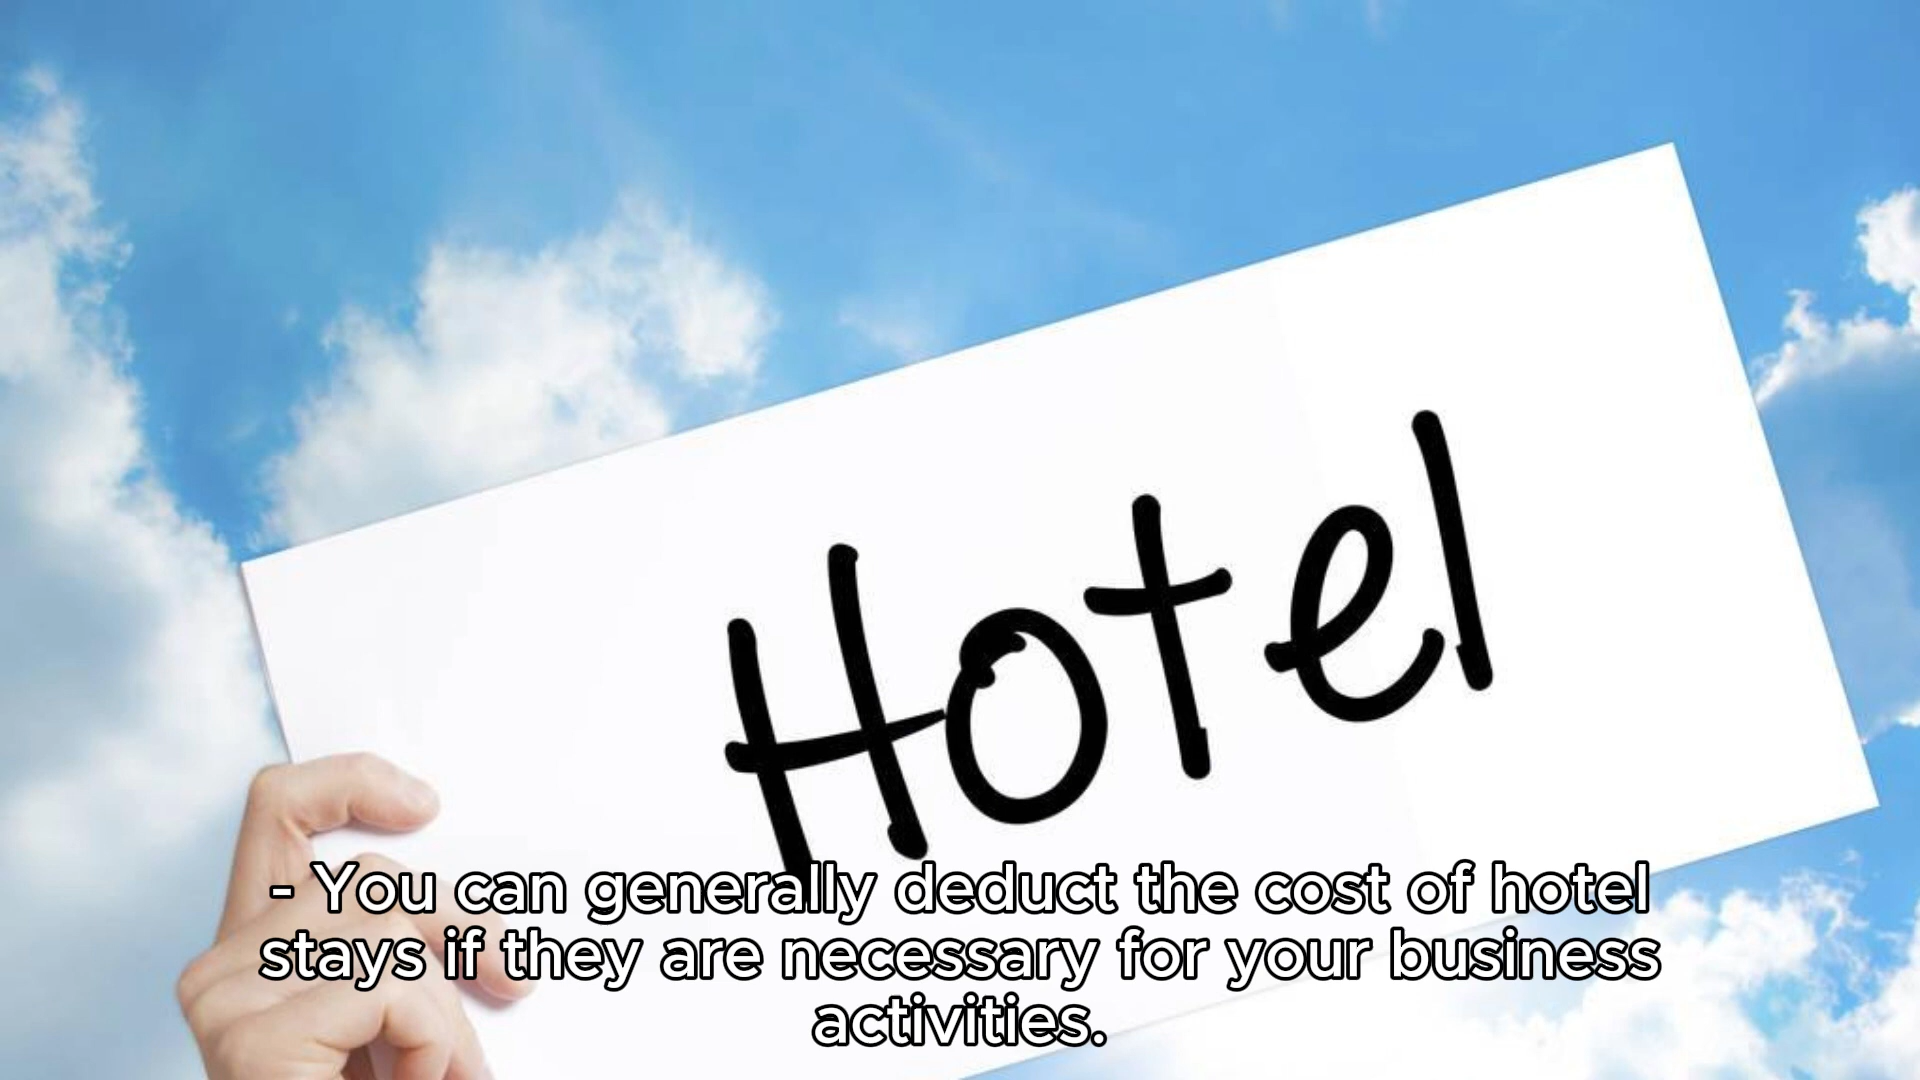 Hotel
- You can generally deduct the cost of hotel
stays if they are necessary for your business
activities.